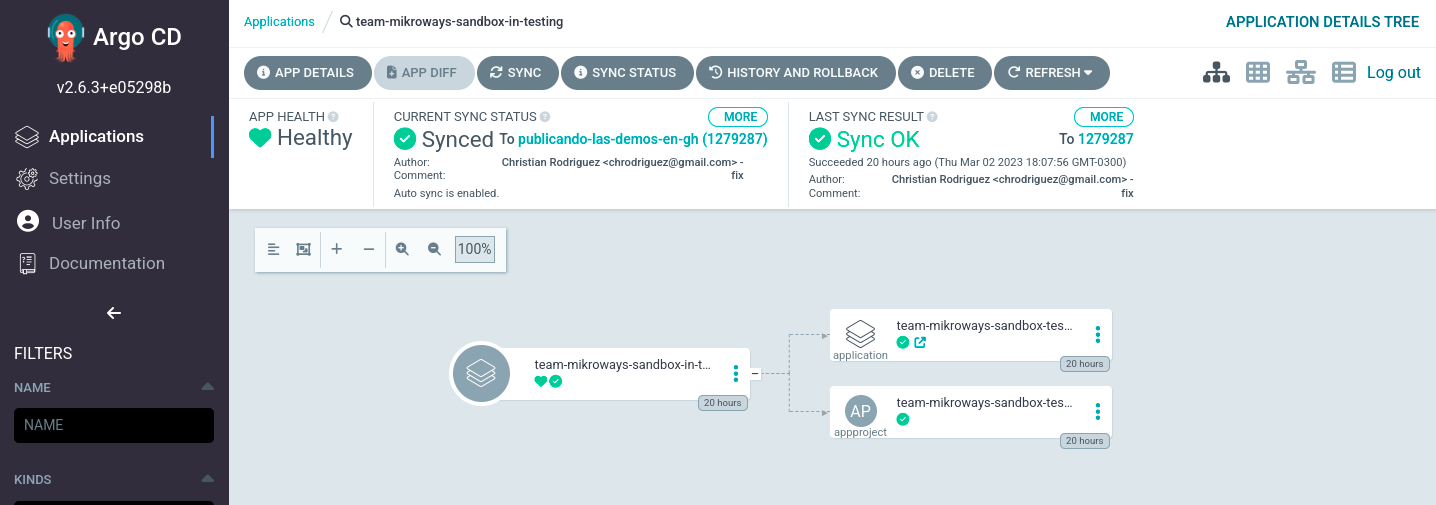 Argo CD
v2.6.3+e05298b
Applications
Settings
User Info
Documentation
FILTERS
NAME
NAME
KINDS
Applications / team-mikroways-sandbox-in-testing
APPLICATION DETAILS TREE
APP DETAILS APP DIFF SYNC SYNC STATUS HISTORY AND ROLLBACK DELETE REFRESH
Log out
APP HEALTH
Healthy
CURRENT SYNC STATUS MORE
Synced To publicando-las-demos-en-gh (1279287)
Author: Christian Rodriguez <chrodriguez@gmail.com> -
Comment: fix
Auto sync is enabled.
LAST SYNC RESULT MORE
Sync OK To 1279287
Succeeded 20 hours ago (Thu Mar 02 2023 18:07:56 GMT-0300)
Author: Christian Rodriguez <chrodriguez@gmail.com> -
Comment: fix
100%
team-mikroways-sandbox-in-t...
20 hours
team-mikroways-sandbox-tes...
application
20 hours
AP
team-mikroways-sandbox-tes...
appproject
20 hours